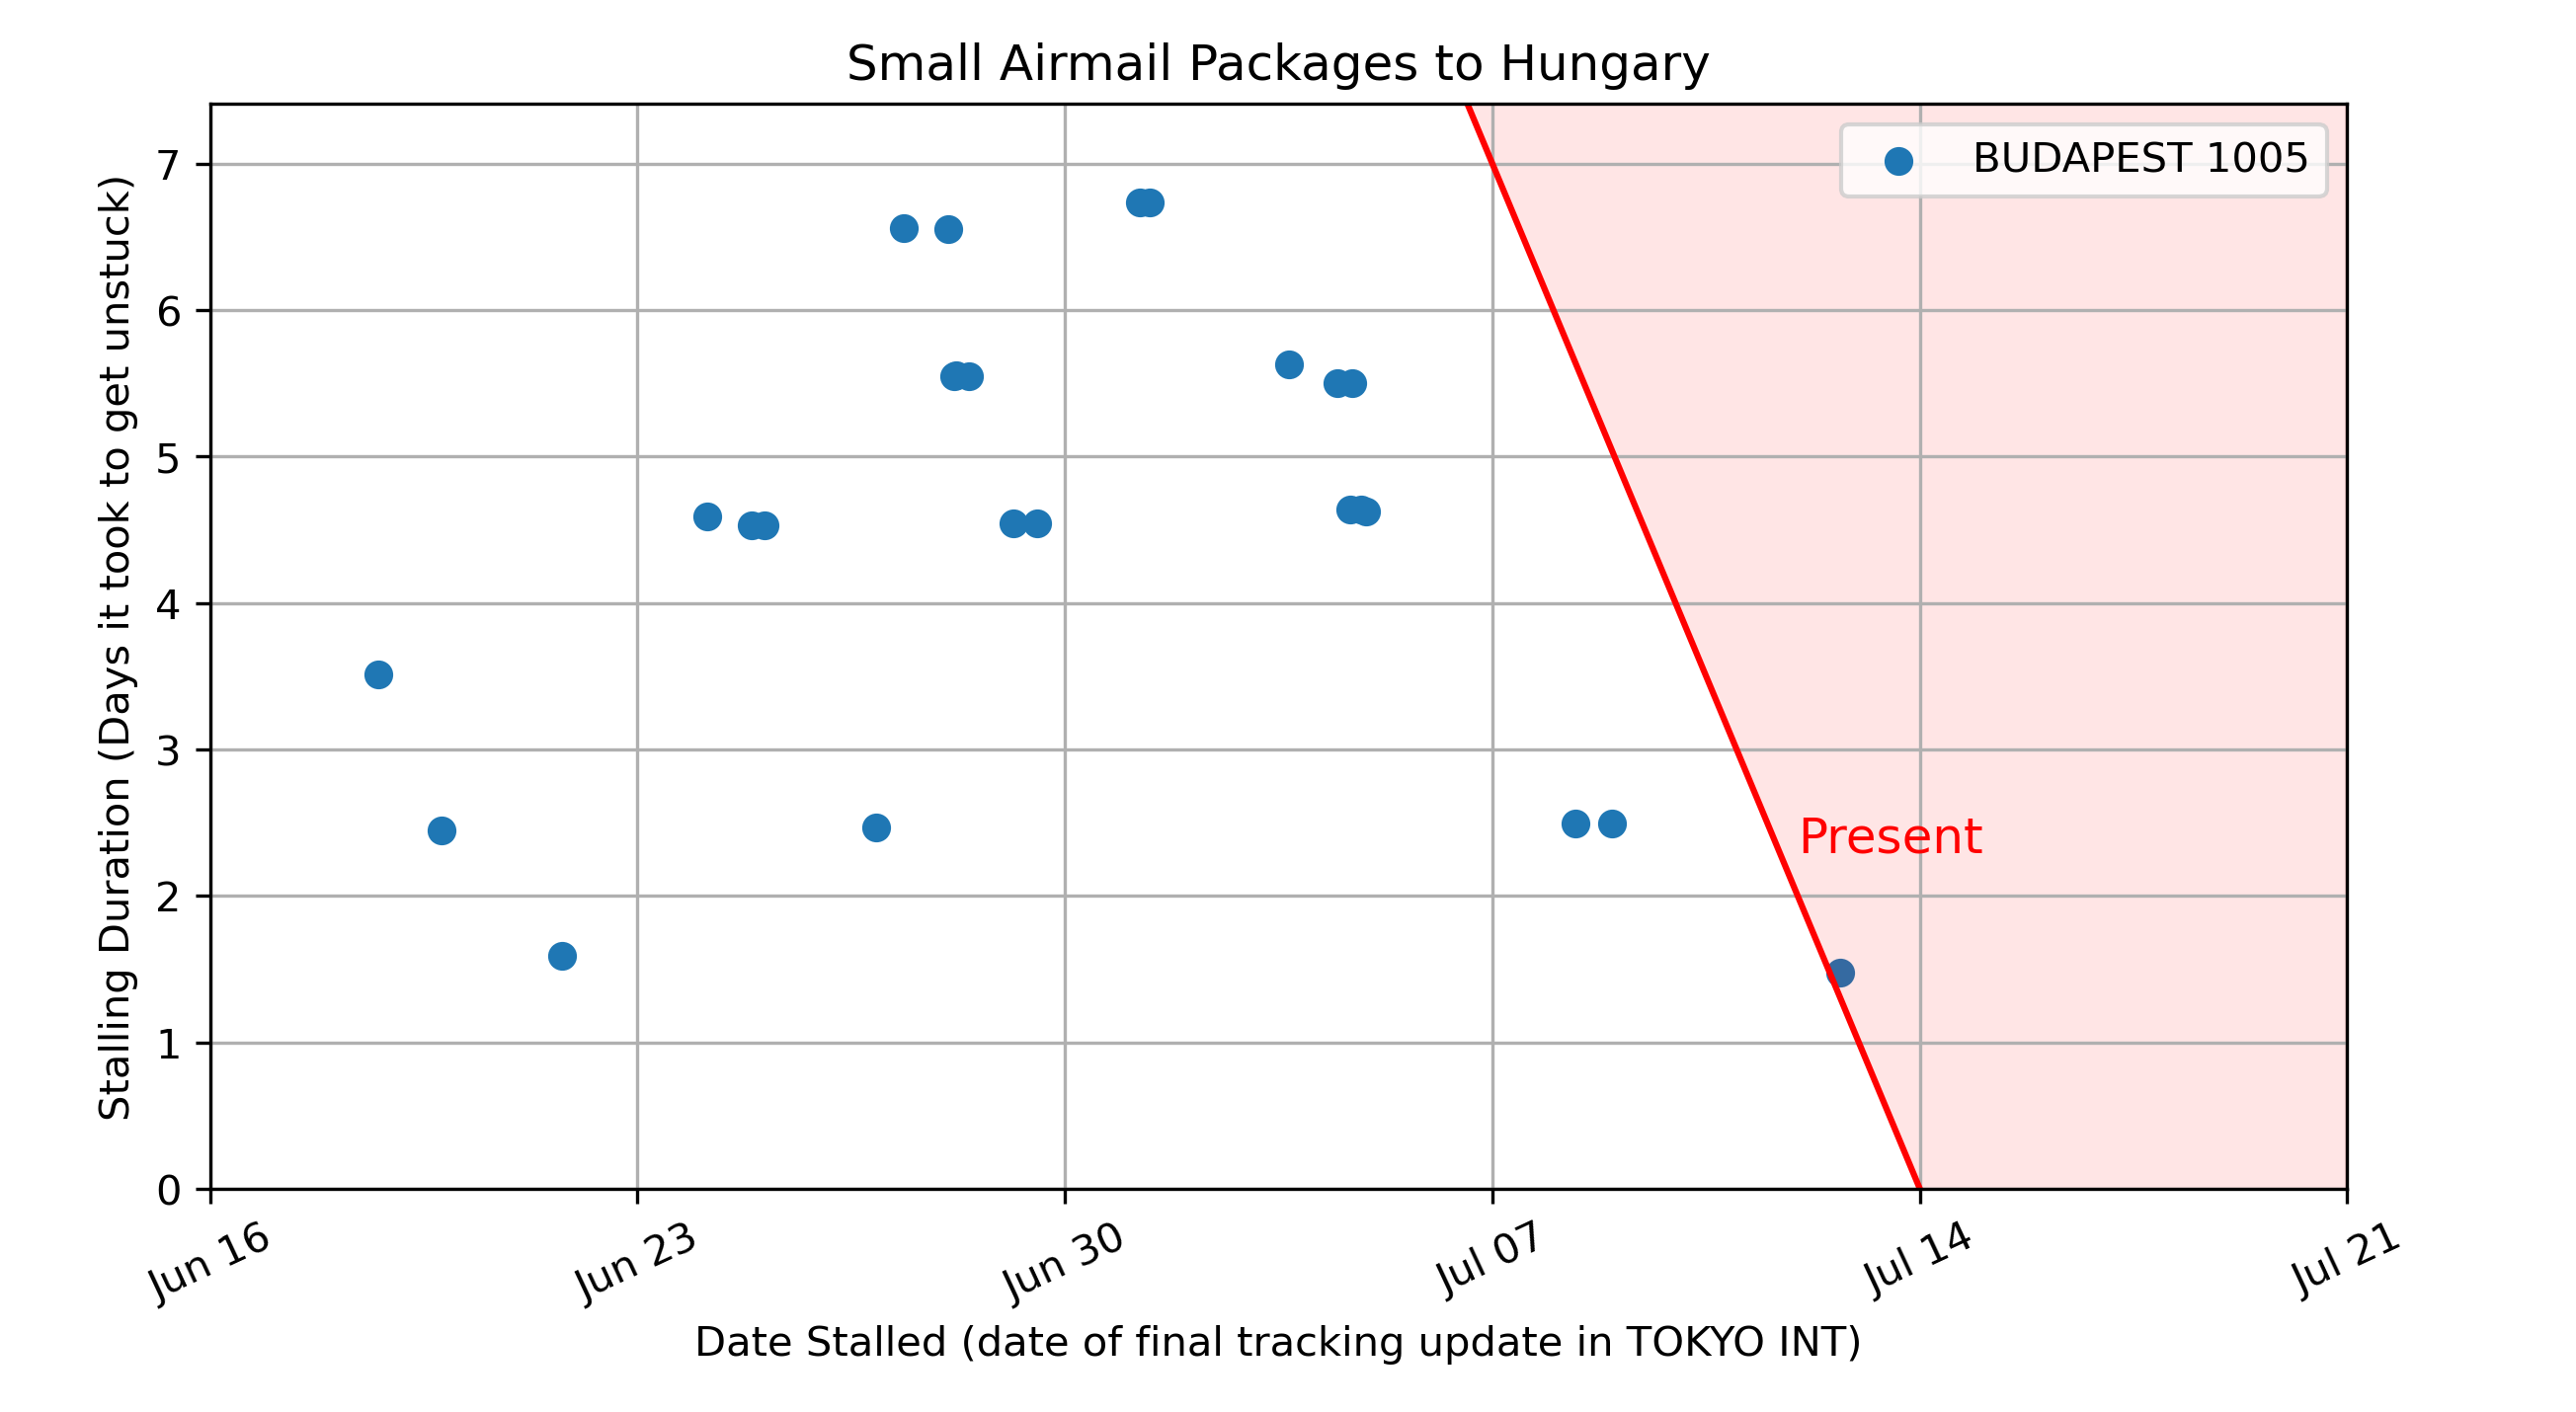 Small Airmail Packages to Hungary
BUDAPEST 1005
Stalling Duration (Days it took to get unstuck)
7
6
5
4
3
2
1
0
Present
Jun 16
Jun 23
Jun 30
Jul 07
Jul 14
Jul 21
Date Stalled (date of final tracking update in TOKYO INT)